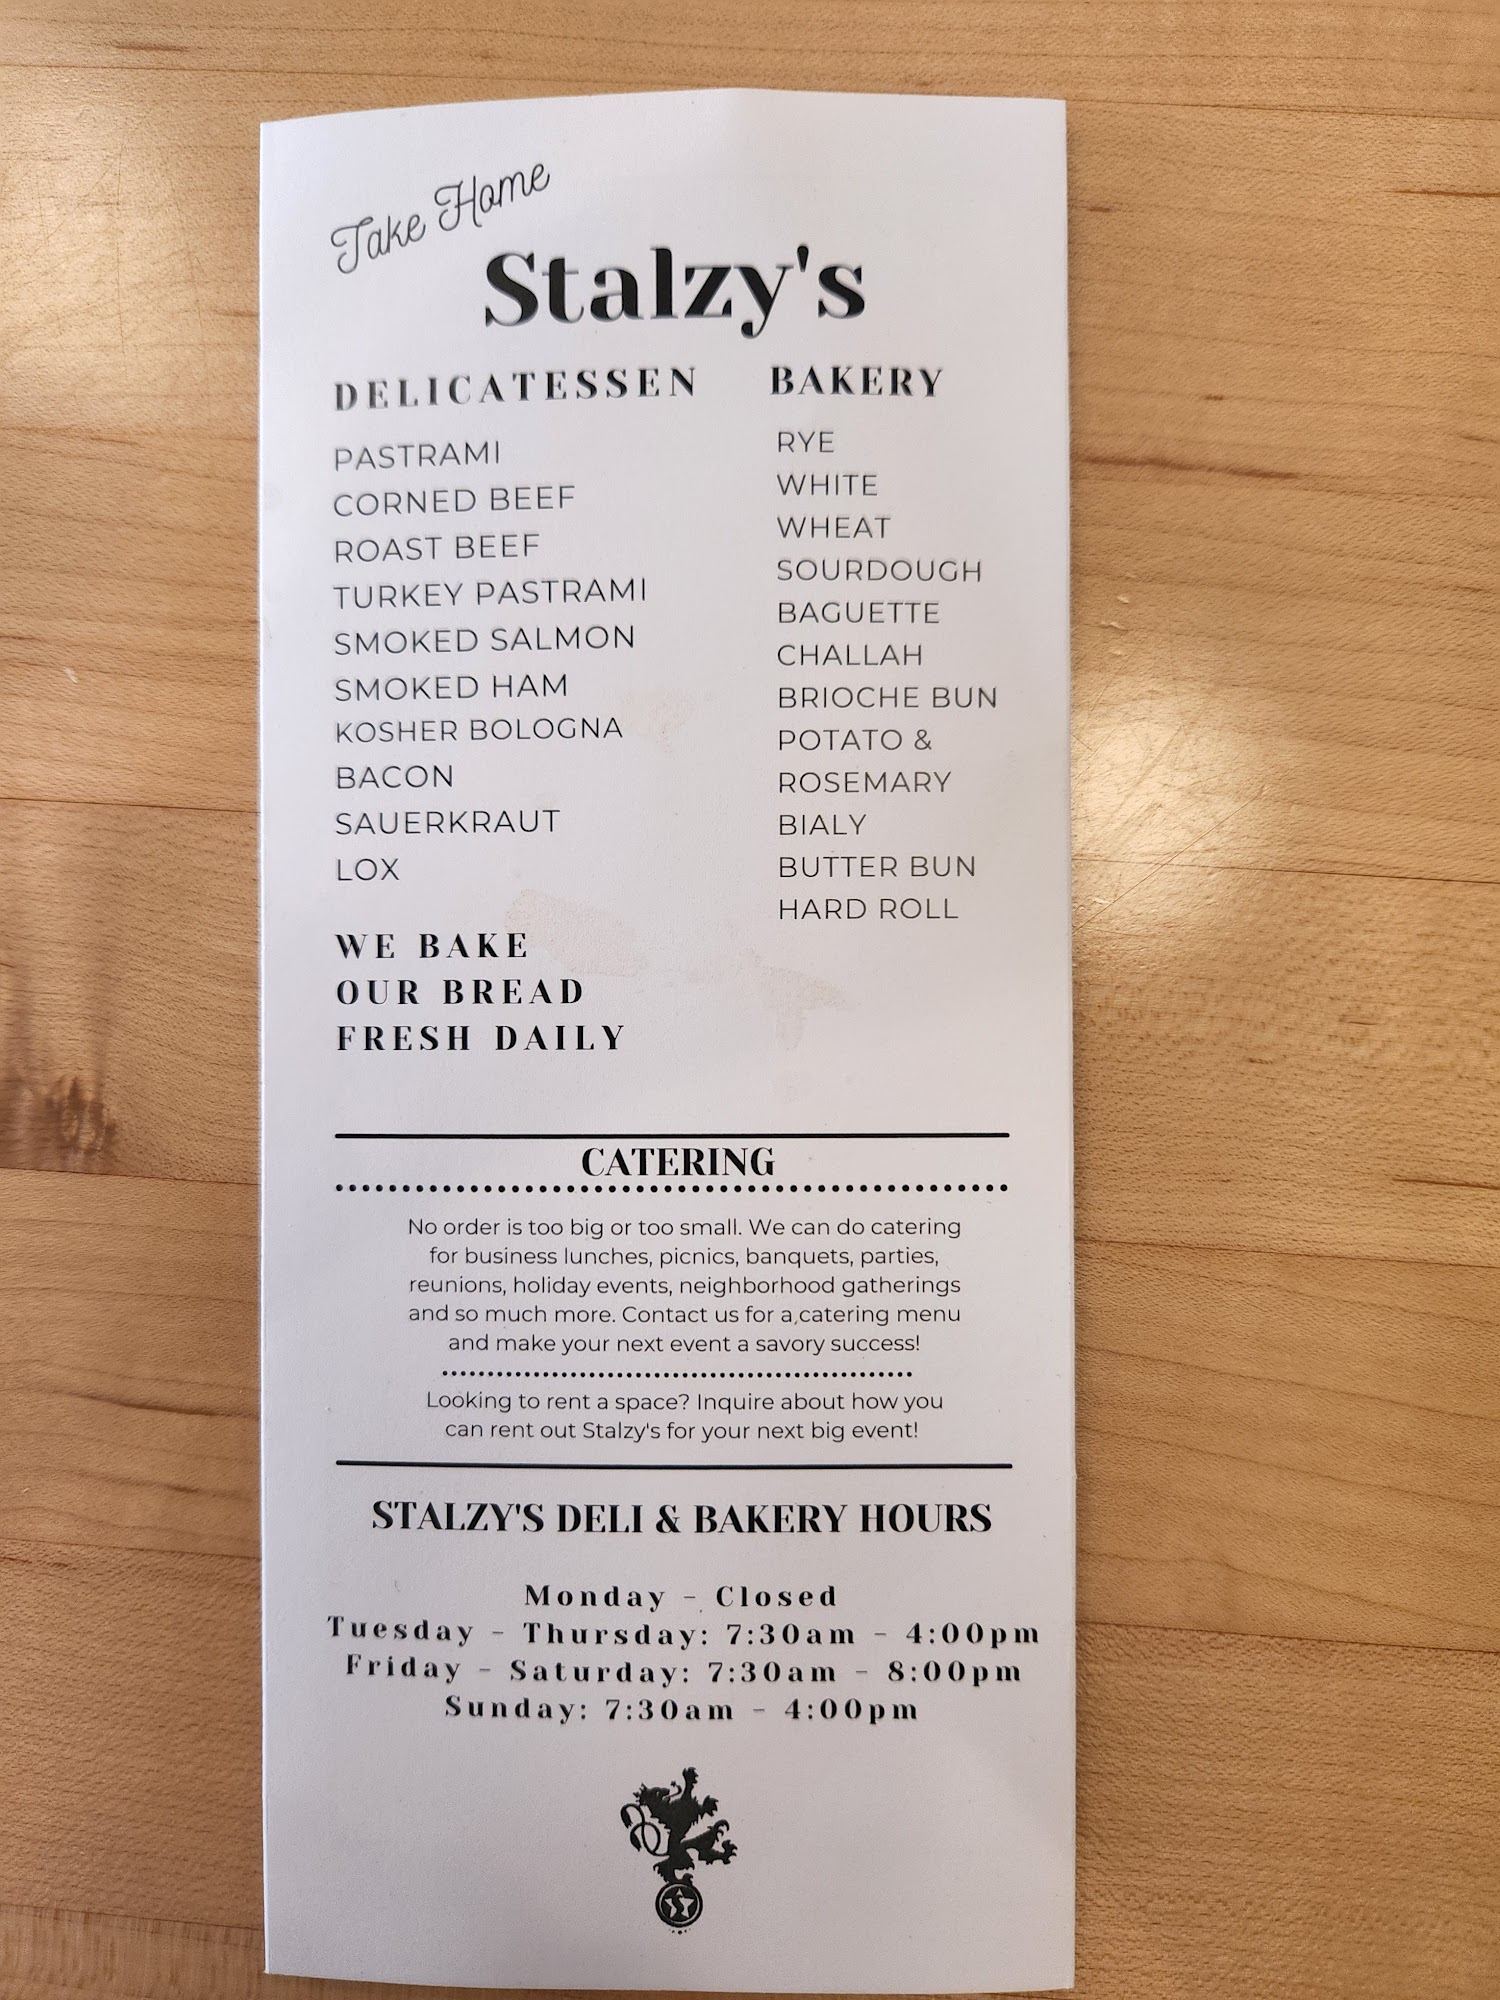 Take Home
Stalzy's
DELICATESSEN
PASTRAMI
CORNED BEEF
ROAST BEEF
TURKEY PASTRAMI
SMOKED SALMON
SMOKED HAM
KOSHER BOLOGNA
BACON
SAUERKRAUT
LOX
WE BAKE
OUR BREAD
FRESH DAILY
BAKERY
RYE
WHITE
WHEAT
SOURDOUGH
BAGUETTE
CHALLAH
BRIOCHE BUN
POTATO &
ROSEMARY
BIALY
BUTTER BUN
HARD ROLL
CATERING
No order is too big or too small. We can do catering
for business lunches, picnics, banquets, parties,
reunions, holiday events, neighborhood gatherings
and so much more. Contact us for a catering menu
and make your next event a savory success!
Looking to rent a space? Inquire about how you
can rent out Stalzy's for your next big event!
STALZY'S DELI & BAKERY HOURS
Monday - Closed
Tuesday - Thursday: 7:30am - 4:00pm
Friday - Saturday: 7:30am - 8:00pm
Sunday: 7:30am - 4:00pm